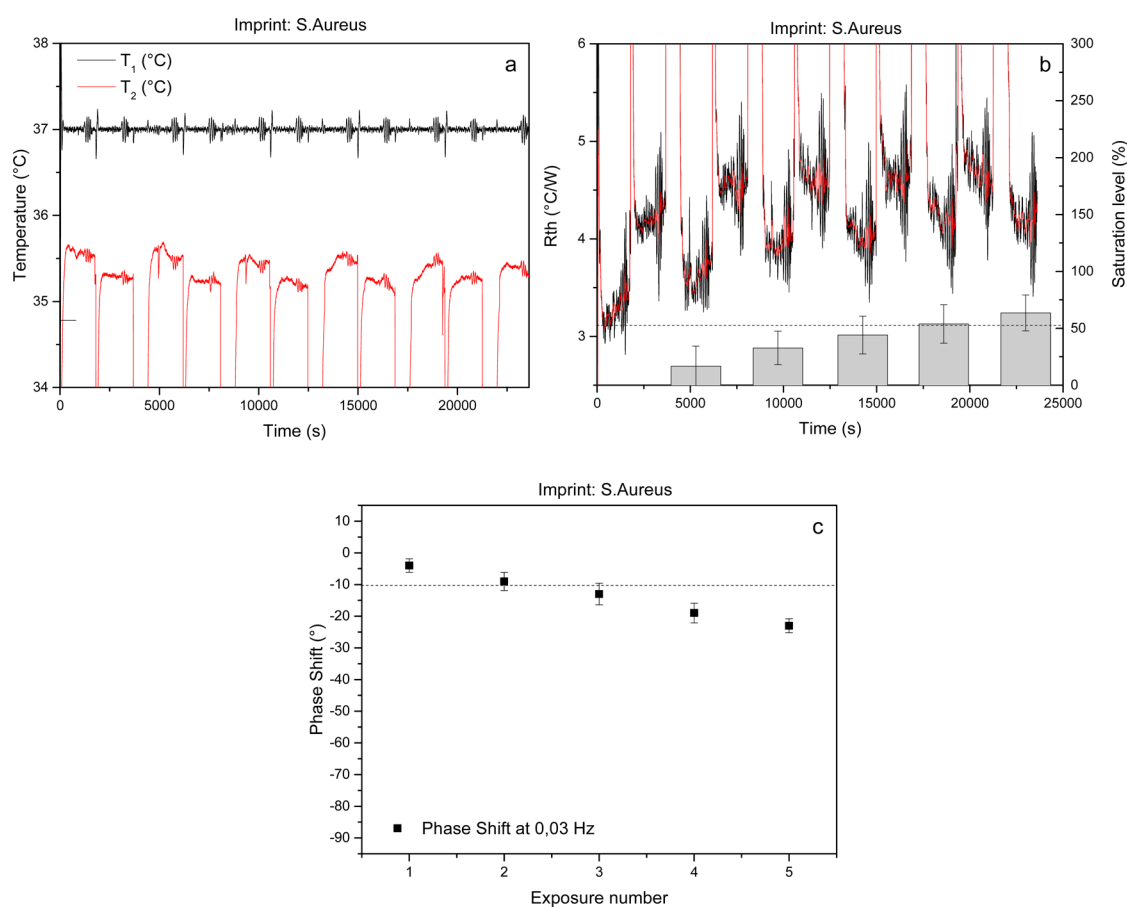 Imprint: S.Aureus
38
37
36
35
34
Temperature (°C)
T1 (°C)
T2 (°C)
a
0
5000
10000
15000
20000
Time (s)
Imprint: S.Aureus
6
5
4
3
Rth (°C/W)
b
300
250
200
150
100
50
0
Saturation level (%)
0
5000
10000
15000
20000
25000
Time (s)
Imprint: S.Aureus
10
0
-10
-20
-30
-40
-50
-60
-70
-80
-90
Phase Shift (°)
c
Phase Shift at 0,03 Hz
1
2
3
4
5
Exposure number